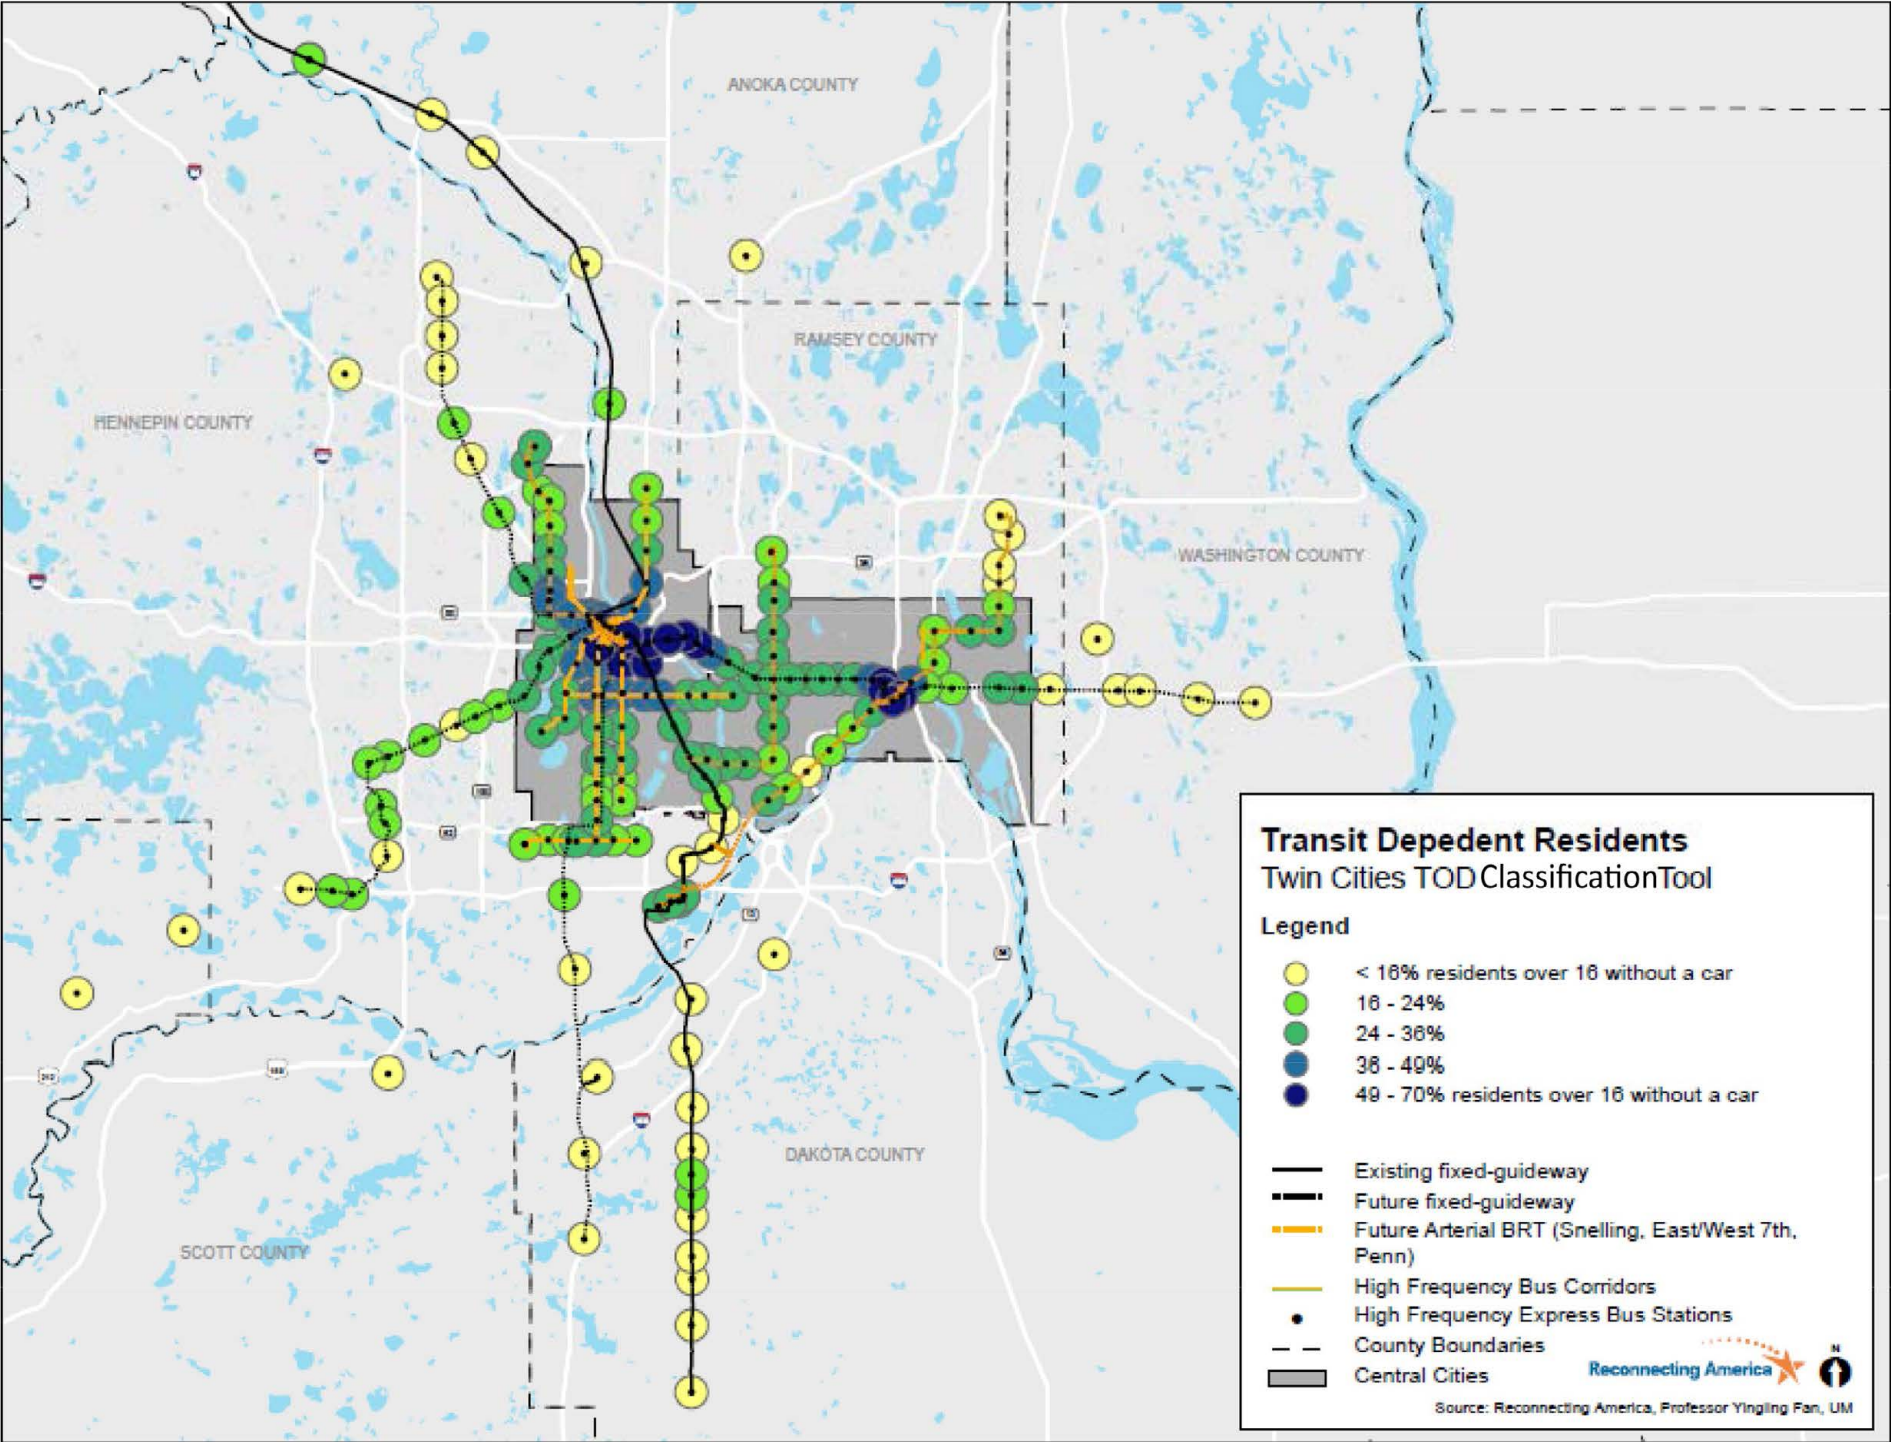 ANOKA COUNTY
RAMSEY COUNTY
HENNEPIN COUNTY
WASHINGTON COUNTY
DAKOTA COUNTY
SCOTT COUNTY
Transit Depedent Residents
Twin Cities TOD Classification Tool
Legend
< 16% residents over 16 without a car
16 - 24%
24 - 36%
36 - 49%
49 - 70% residents over 16 without a car
Existing fixed-guideway
Future fixed-guideway
Future Arterial BRT (Snelling, East/West 7th,
Penn)
High Frequency Bus Corridors
High Frequency Express Bus Stations
County Boundaries
Central Cities
Reconnecting America
N
Source: Reconnecting America, Professor Yingling Fan, UM